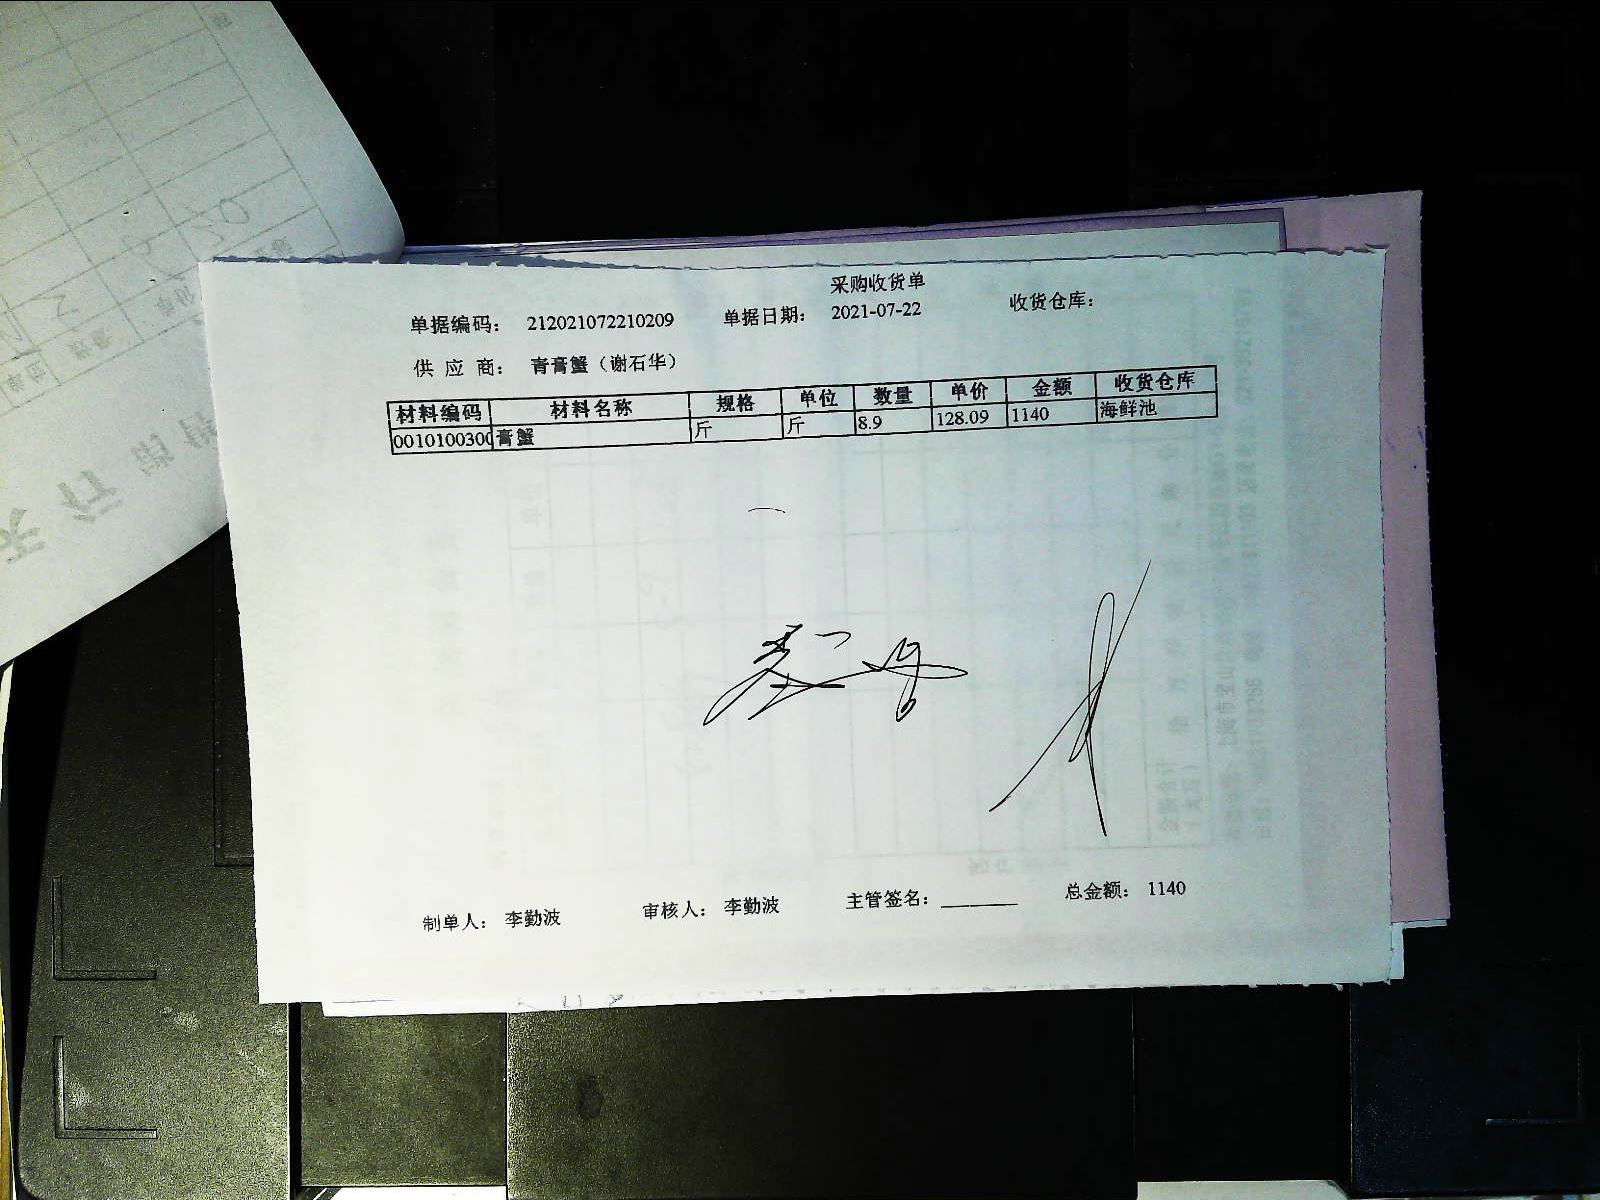 采购收货单
单据编码： 212021072210209 单据日期： 2021-07-22 收货仓库：
供 应 商： 青膏蟹（谢石华）
材料编码 材料名称 规格 单位 数量 单价 金额 收货仓库
0010100300 膏蟹 斤 斤 8.9 128.09 1140 海鲜池
制单人： 李勤波 审核人： 李勤波 主管签名：______ 总金额： 1140